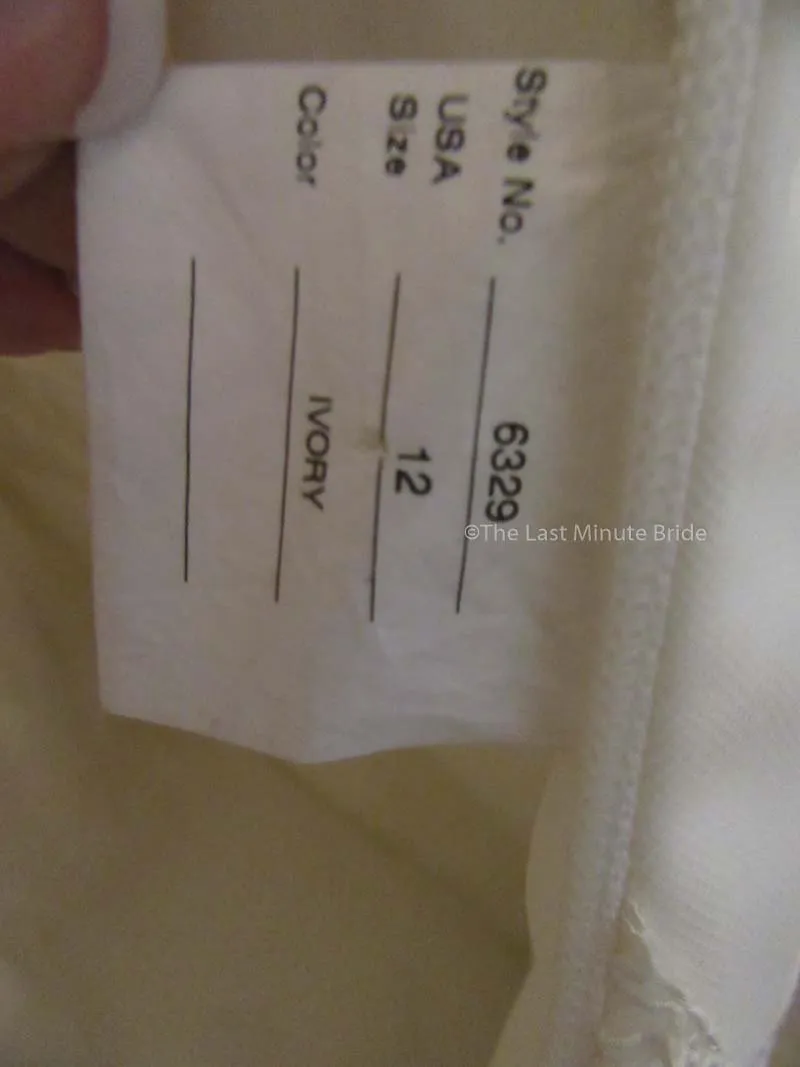 Style No. 6329
USA
Size 12
Color IVORY
©The Last Minute Bride